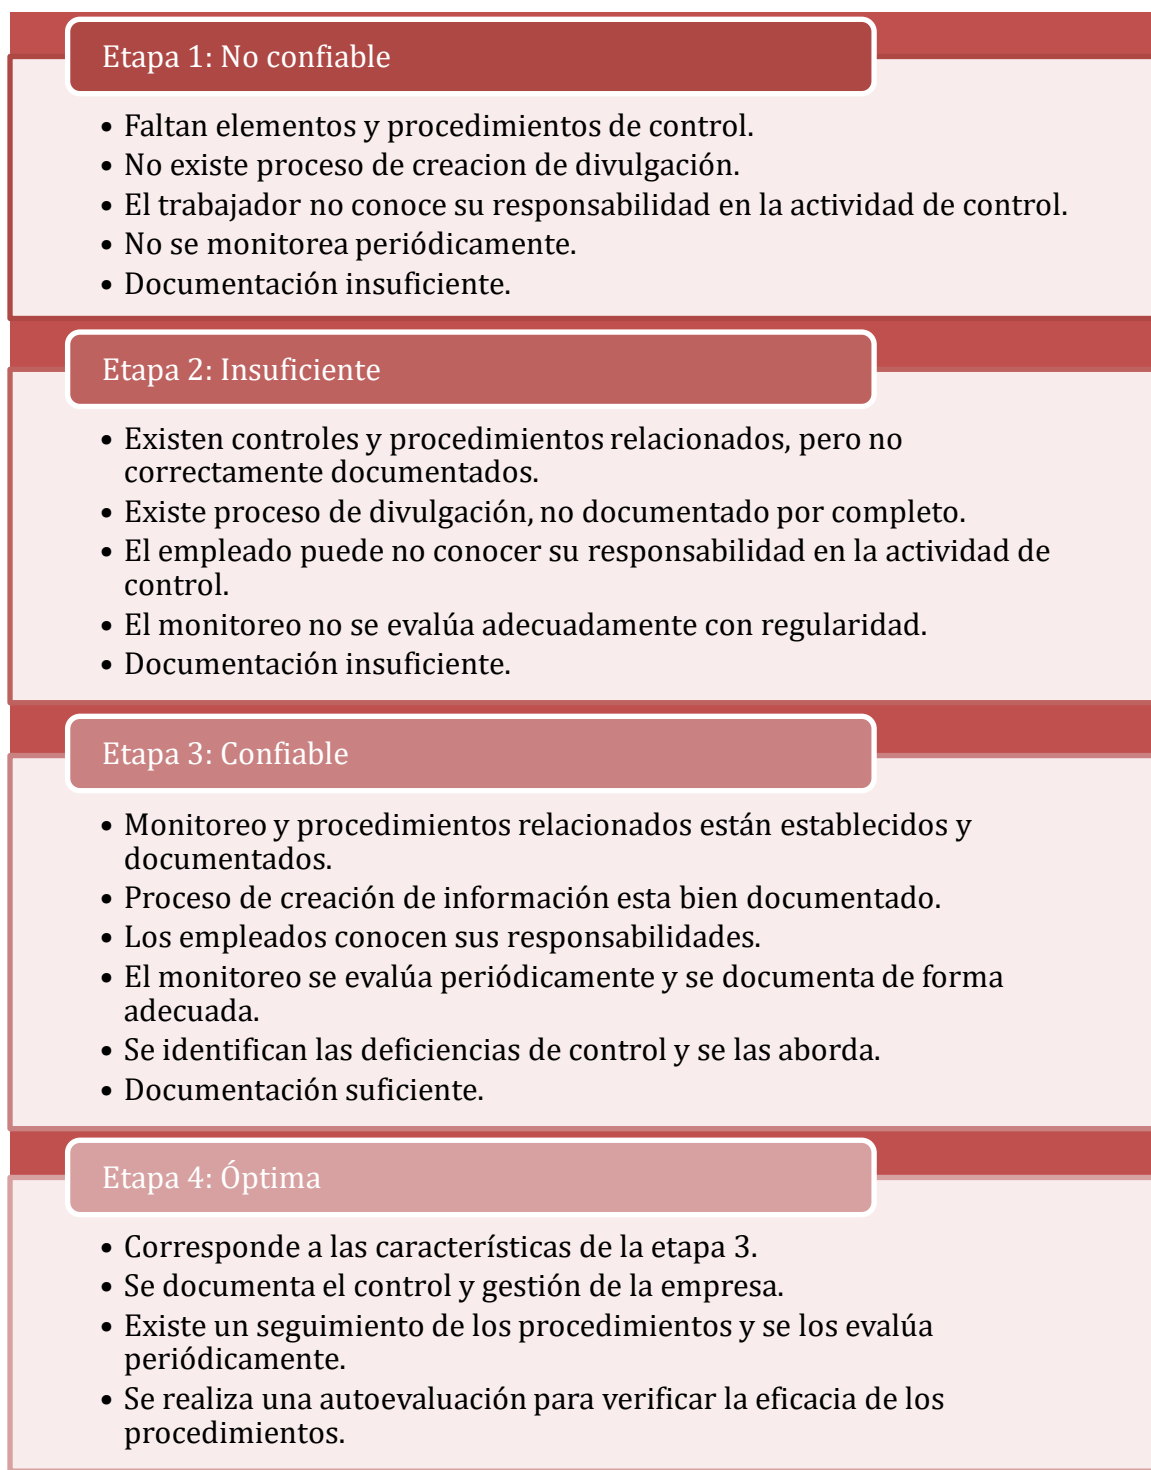 Etapa 1: No confiable
• Faltan elementos y procedimientos de control.
• No existe proceso de creacion de divulgación.
• El trabajador no conoce su responsabilidad en la actividad de control.
• No se monitorea periódicamente.
• Documentación insuficiente.
Etapa 2: Insuficiente
• Existen controles y procedimientos relacionados, pero no
correctamente documentados.
• Existe proceso de divulgación, no documentado por completo.
• El empleado puede no conocer su responsabilidad en la actividad de
control.
• El monitoreo no se evalúa adecuadamente con regularidad.
• Documentación insuficiente.
Etapa 3: Confiable
• Monitoreo y procedimientos relacionados están establecidos y
documentados.
• Proceso de creación de información esta bien documentado.
• Los empleados conocen sus responsabilidades.
• El monitoreo se evalúa periódicamente y se documenta de forma
adecuada.
• Se identifican las deficiencias de control y se las aborda.
• Documentación suficiente.
Etapa 4: Óptima
• Corresponde a las características de la etapa 3.
• Se documenta el control y gestión de la empresa.
• Existe un seguimiento de los procedimientos y se los evalúa
periódicamente.
• Se realiza una autoevaluación para verificar la eficacia de los
procedimientos.